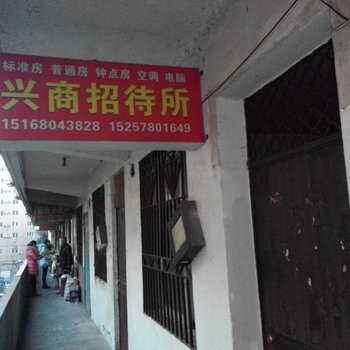 标准房 普通房 钟点房 空调 电脑
兴商招待所
15168043828 15257801649